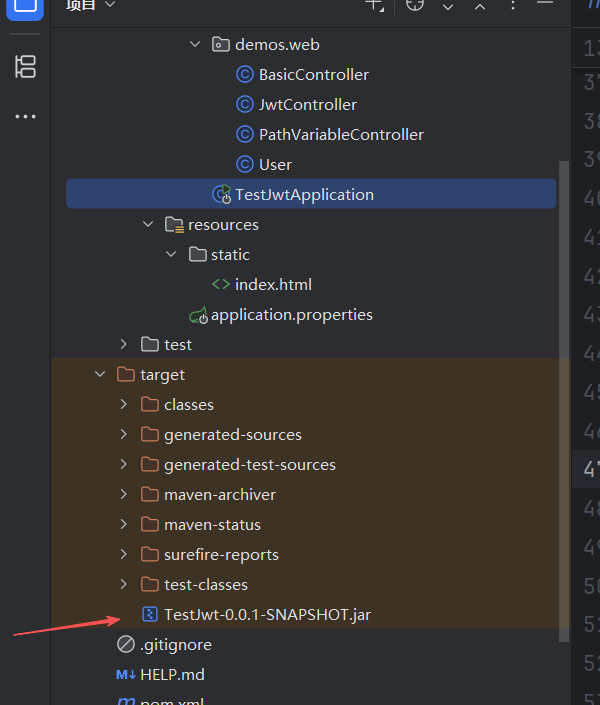 项目
demos.web
BasicController
JwtController
PathVariableController
User
TestJwtApplication
resources
static
index.html
application.properties
test
target
classes
generated-sources
generated-test-sources
maven-archiver
maven-status
surefire-reports
test-classes
TestJwt-0.0.1-SNAPSHOT.jar
.gitignore
HELP.md
pom.xml
13
37
38
39
40
41
42
43
44
45
46
47
48
49
50
51
52
53